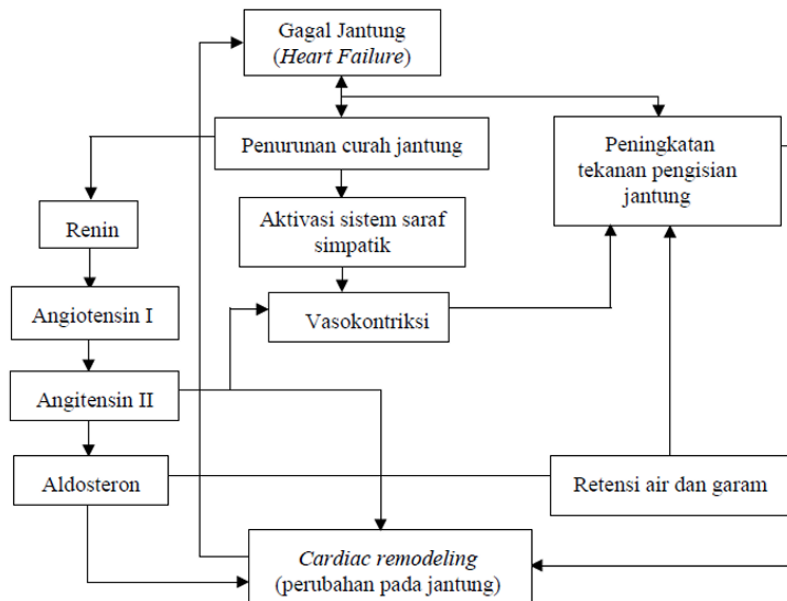 Gagal Jantung
(Heart Failure)
Penurunan curah jantung
Peningkatan
tekanan pengisian
jantung
Renin
Aktivasi sistem saraf
simpatik
Angiotensin I
Vasokontriksi
Angitensin II
Aldosteron
Retensi air dan garam
Cardiac remodeling
(perubahan pada jantung)